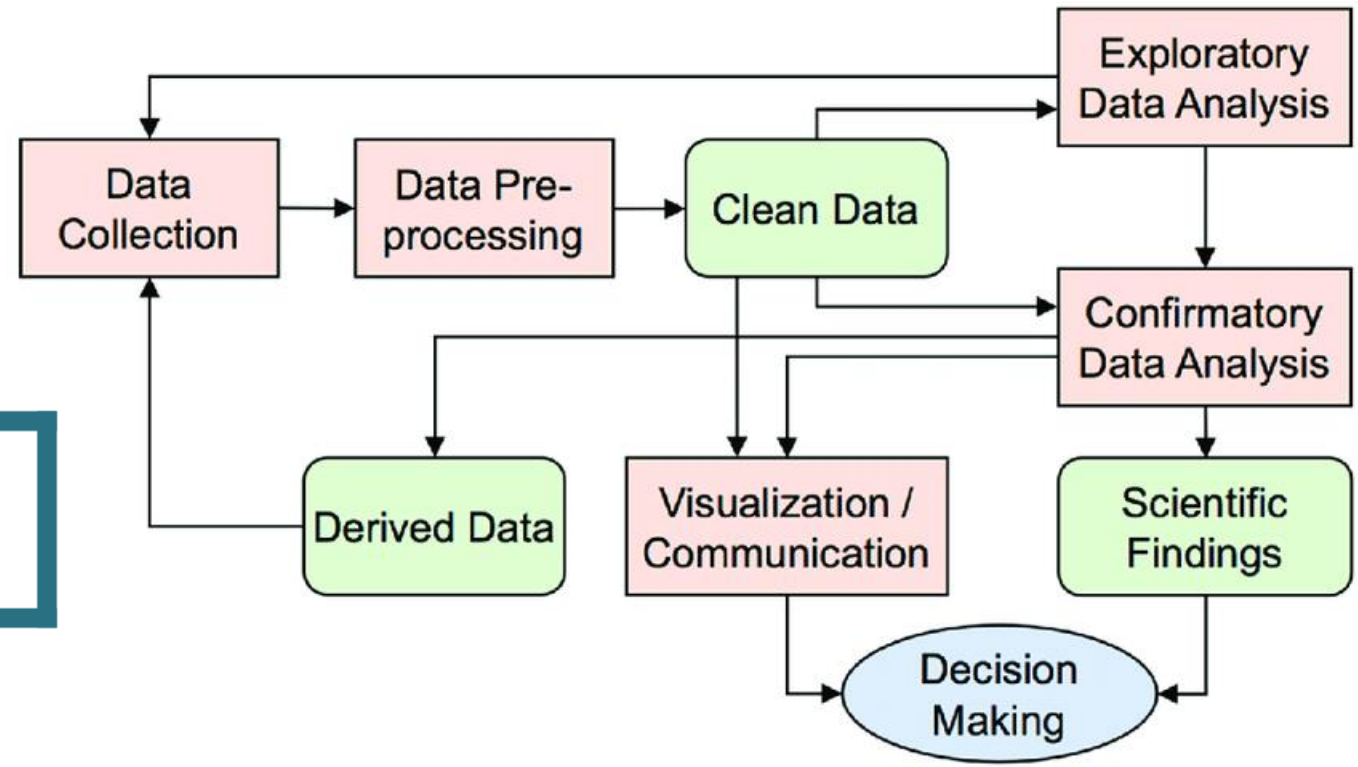 Exploratory
Data Analysis
Data
Collection
Data Pre-
processing
Clean Data
Confirmatory
Data Analysis
Derived Data
Visualization /
Communication
Scientific
Findings
Decision
Making